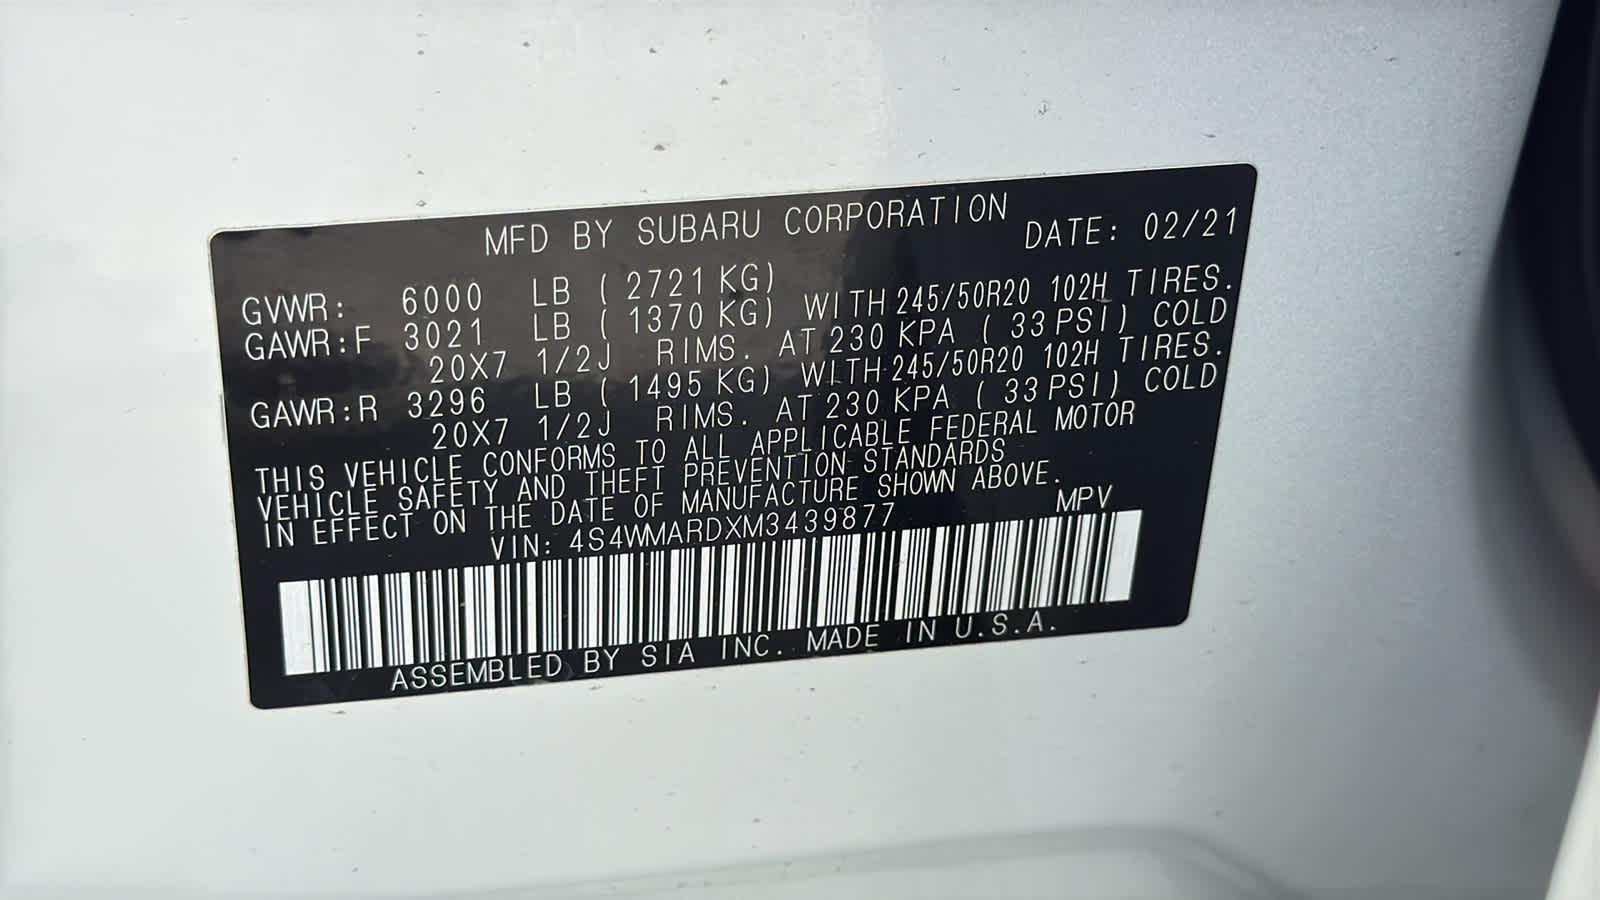 MFD BY SUBARU CORPORATION DATE: 02/21
GVWR: 6000 LB ( 2721 KG)
GAWR:F 3021 LB ( 1370 KG) WITH 245/50R20 102H TIRES.
20X7 1/2J RIMS. AT 230 KPA ( 33 PSI) COLD
GAWR:R 3296 LB ( 1495 KG) WITH 245/50R20 102H TIRES.
20X7 1/2J RIMS. AT 230 KPA ( 33 PSI) COLD
THIS VEHICLE CONFORMS TO ALL APPLICABLE FEDERAL MOTOR
VEHICLE SAFETY AND THEFT PREVENTION STANDARDS
IN EFFECT ON THE DATE OF MANUFACTURE SHOWN ABOVE.
VIN: 4S4WMARDXM3439877 MPV
ASSEMBLED BY SIA INC. MADE IN U.S.A.